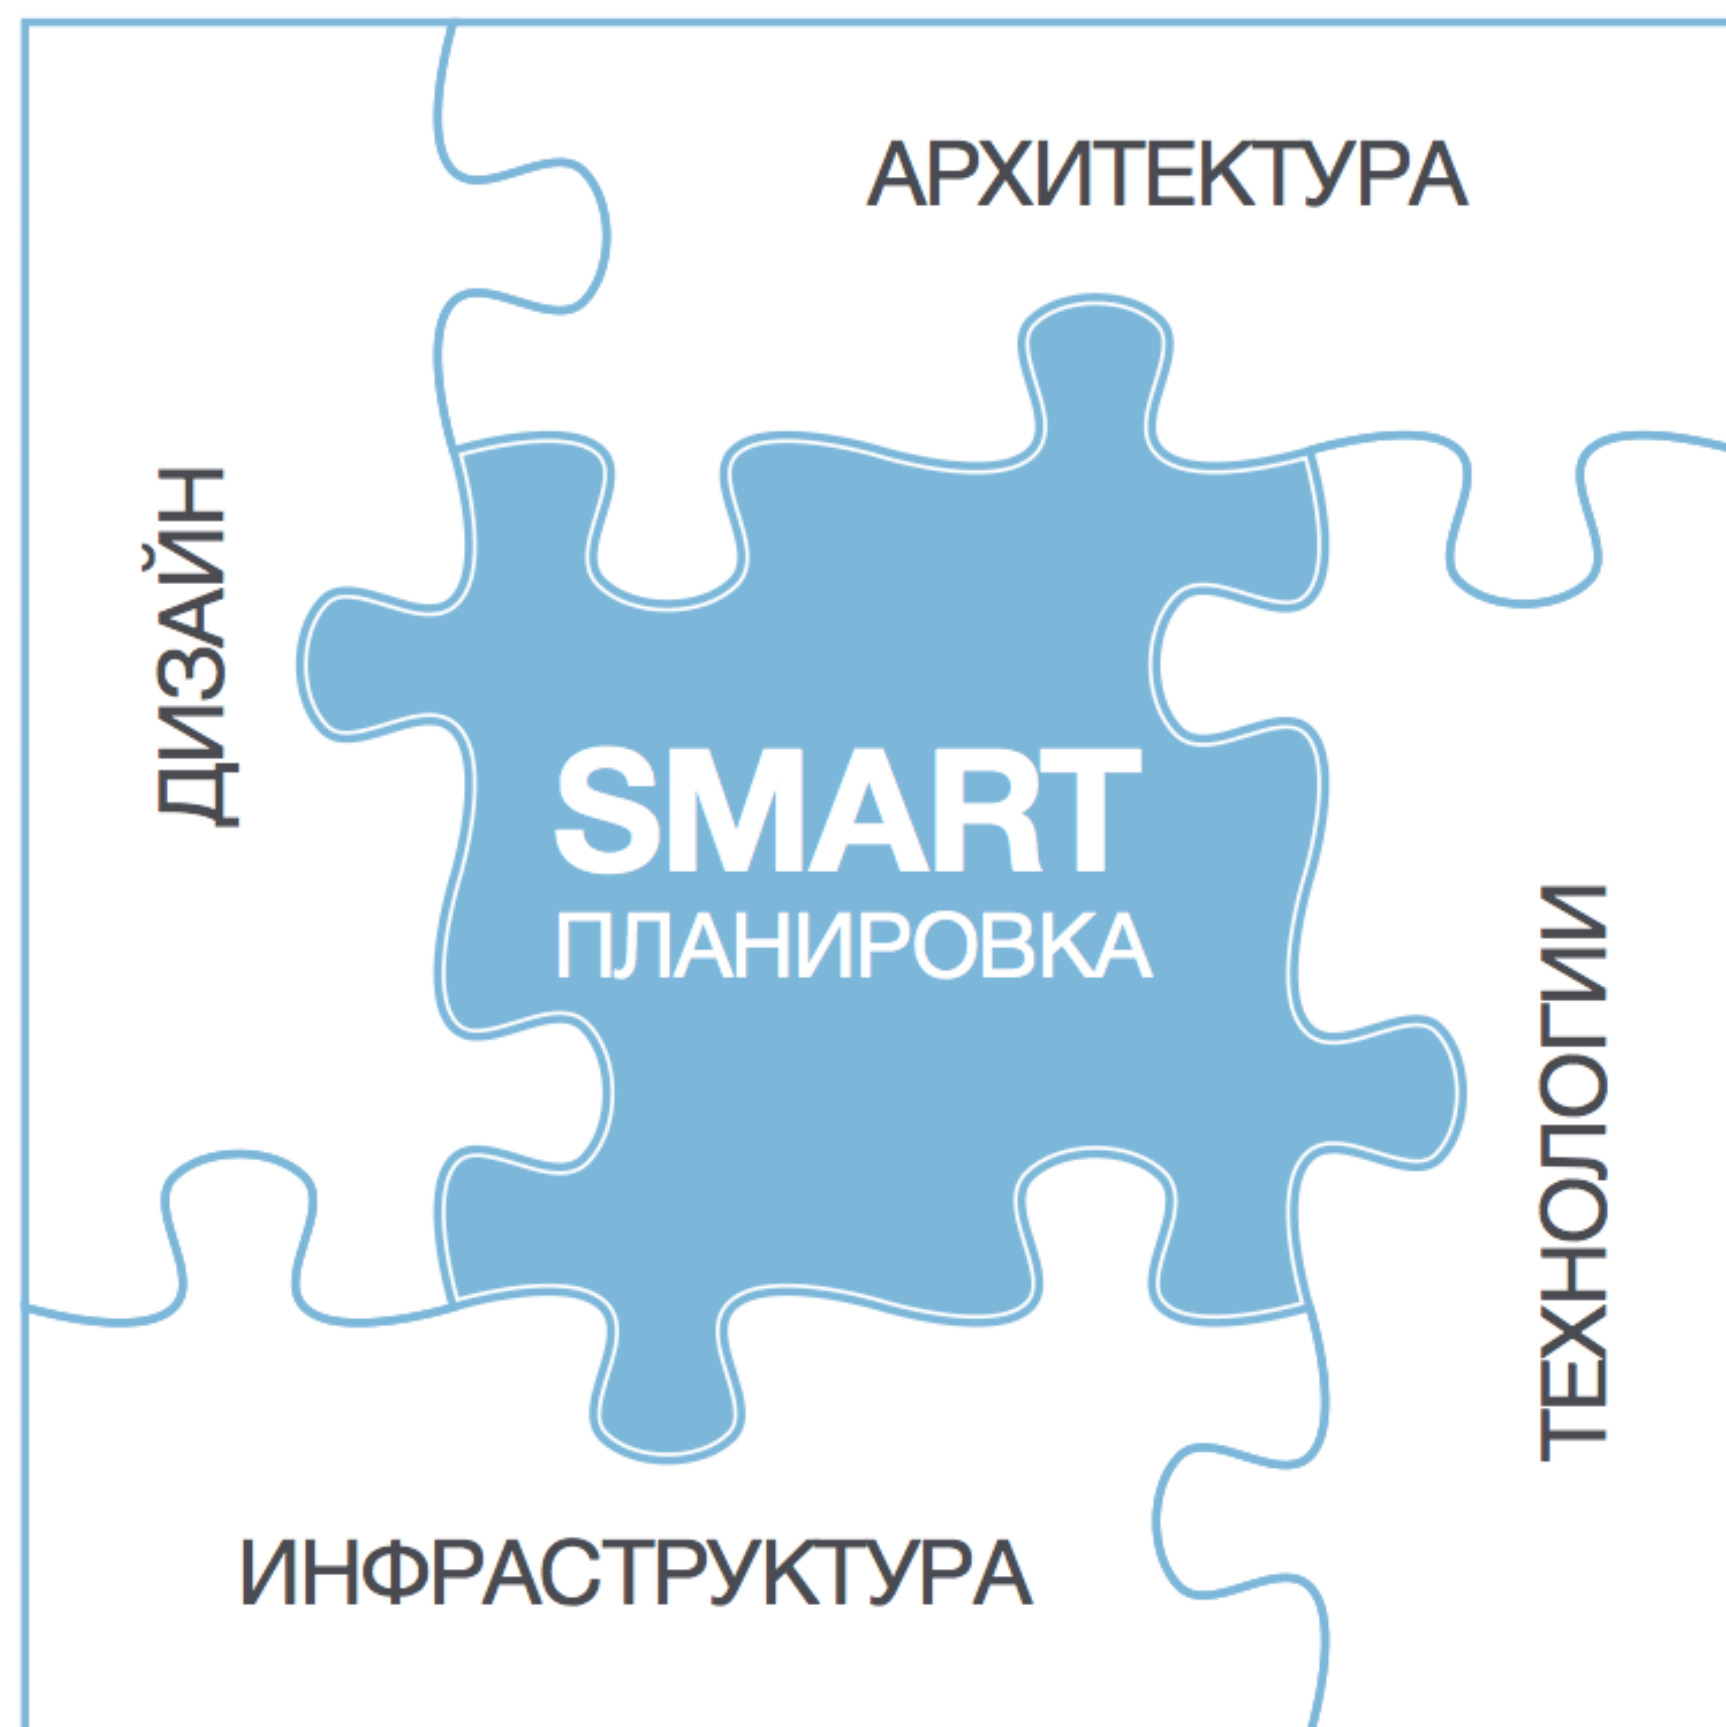 АРХИТЕКТУРА
ДИЗАЙН
SMART
ПЛАНИРОВКА
ТЕХНОЛОГИИ
ИНФРАСТРУКТУРА